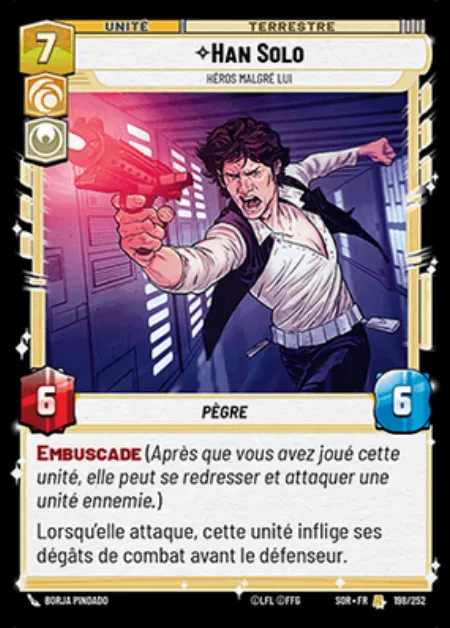 7
UNITÉ
TERRESTRE
HAN SOLO
HÉROS MALGRÉ LUI
6
PÈGRE
6
EMBUSCADE (Après que vous avez joué cette
unité, elle peut se redresser et attaquer une
unité ennemie.)
Lorsqu'elle attaque, cette unité inflige ses
dégâts de combat avant le défenseur.
BORJA PINDADO
©LFL ©FFG
SOR • FR
198/252